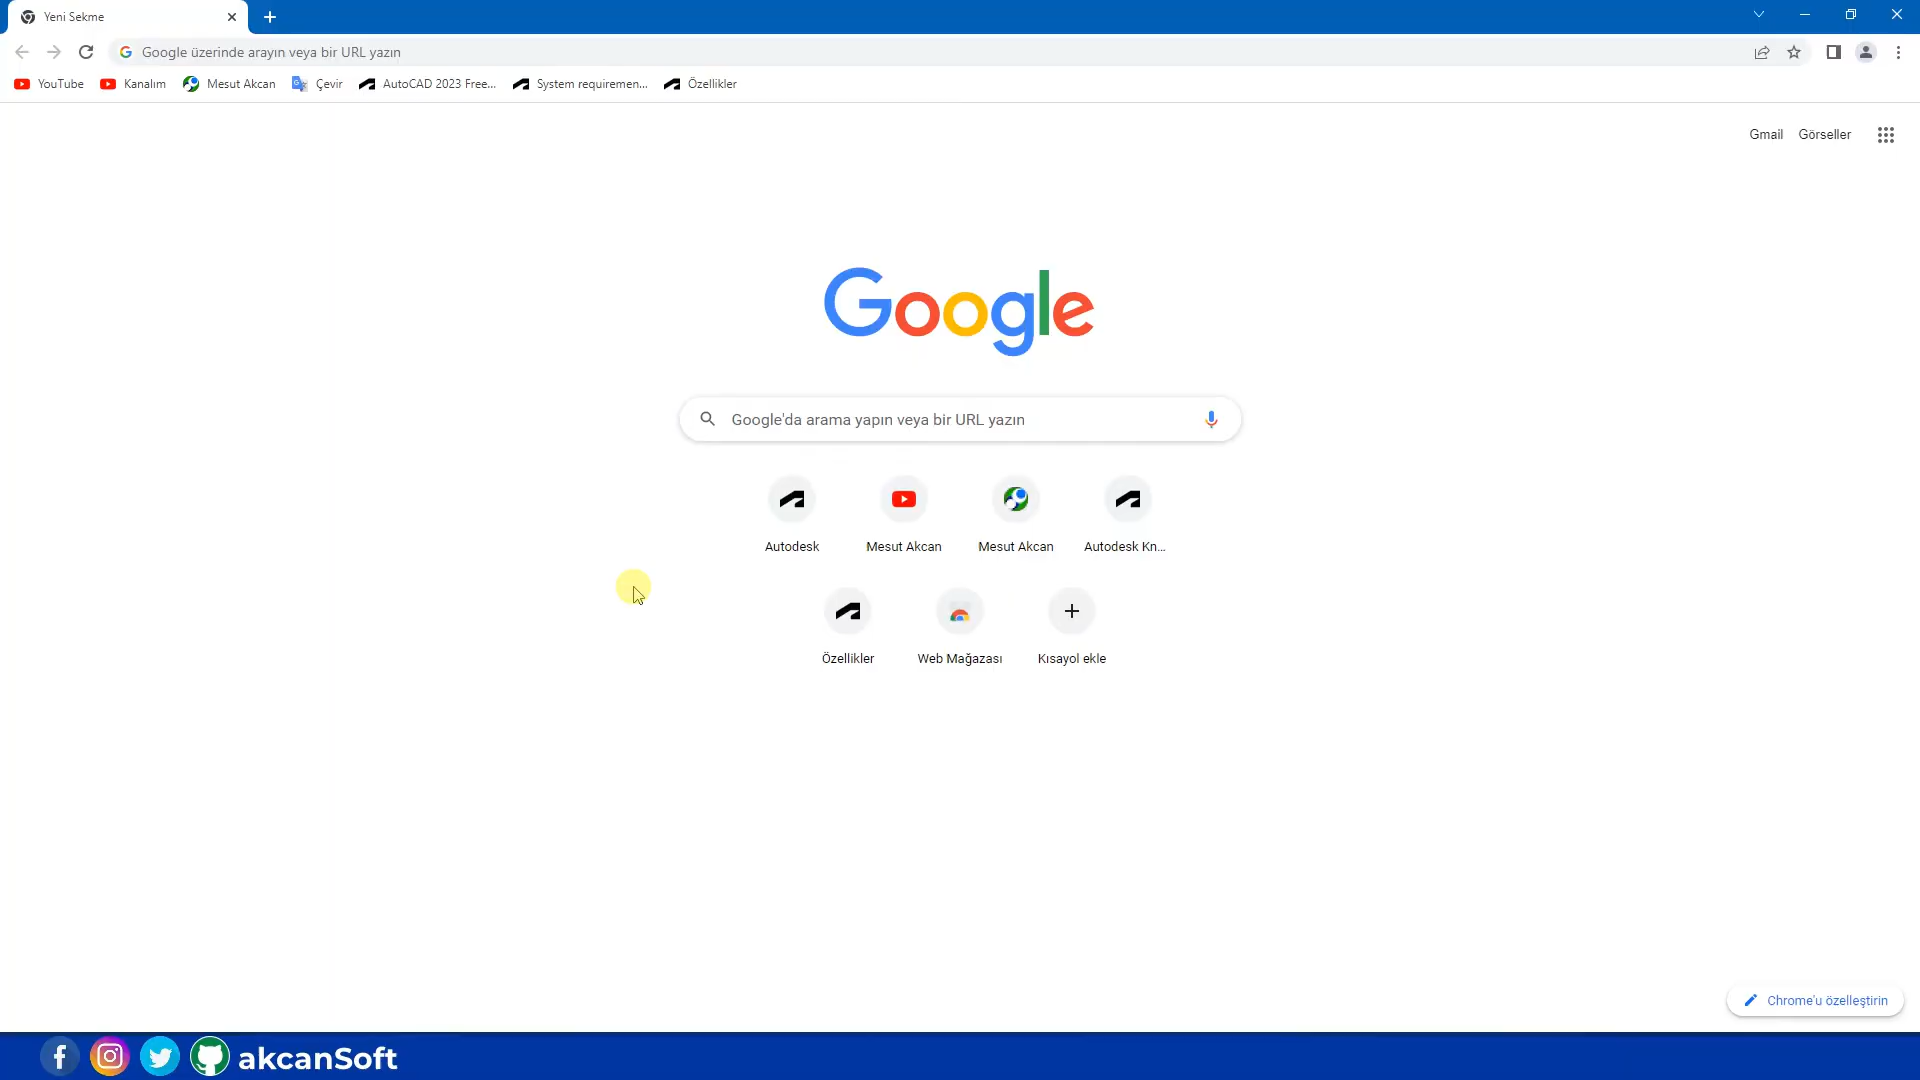 Yeni Sekme
Google üzerinde arayın veya bir URL yazın
YouTube Kanalım Mesut Akcan Çevir AutoCAD 2023 Free... System requiremen... Özellikler
Gmail Görseller
Google
Google'da arama yapın veya bir URL yazın
Autodesk Mesut Akcan Mesut Akcan Autodesk Kn...
Özellikler Web Mağazası Kısayol ekle
Chrome'u özelleştirin
akcanSoft